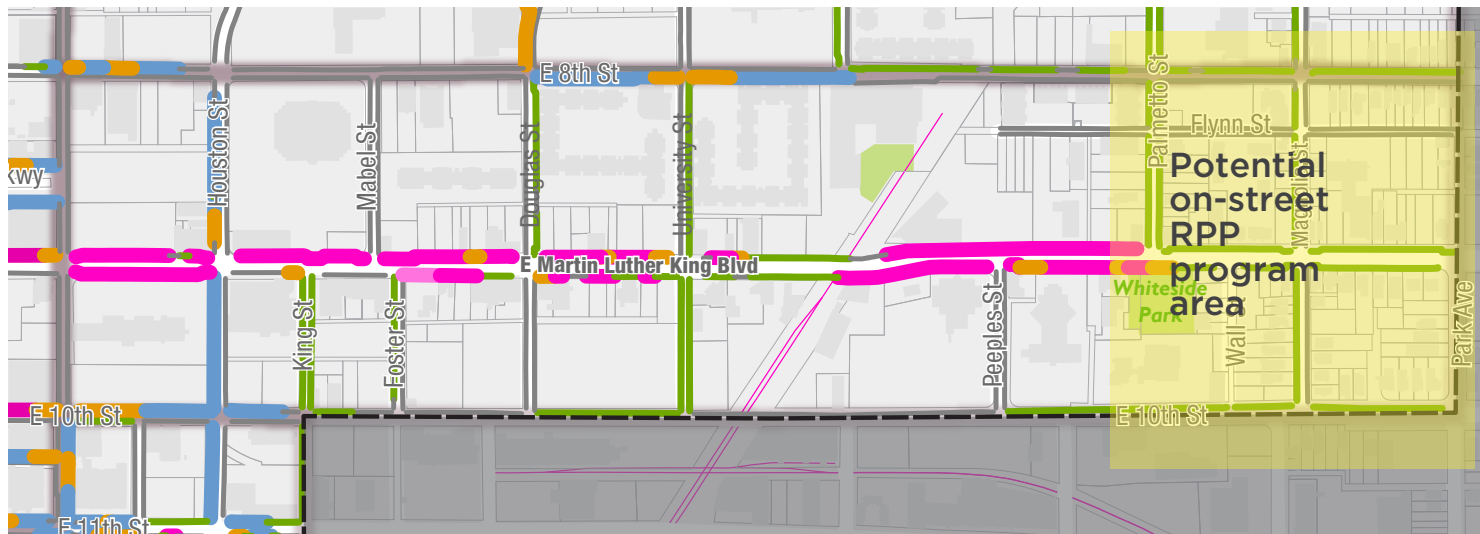 E 8th St
Palmetto St
Flynn St
Houston St
Mabel St
Douglas St
University St
Magnolia St
kwy
Potential
on-street
RPP
program
area
E Martin Luther King Blvd
Whiteside
Park
King St
Foster St
Peeples St
Wall St
Park Ave
E 10th St
E 10th St
E 11th St